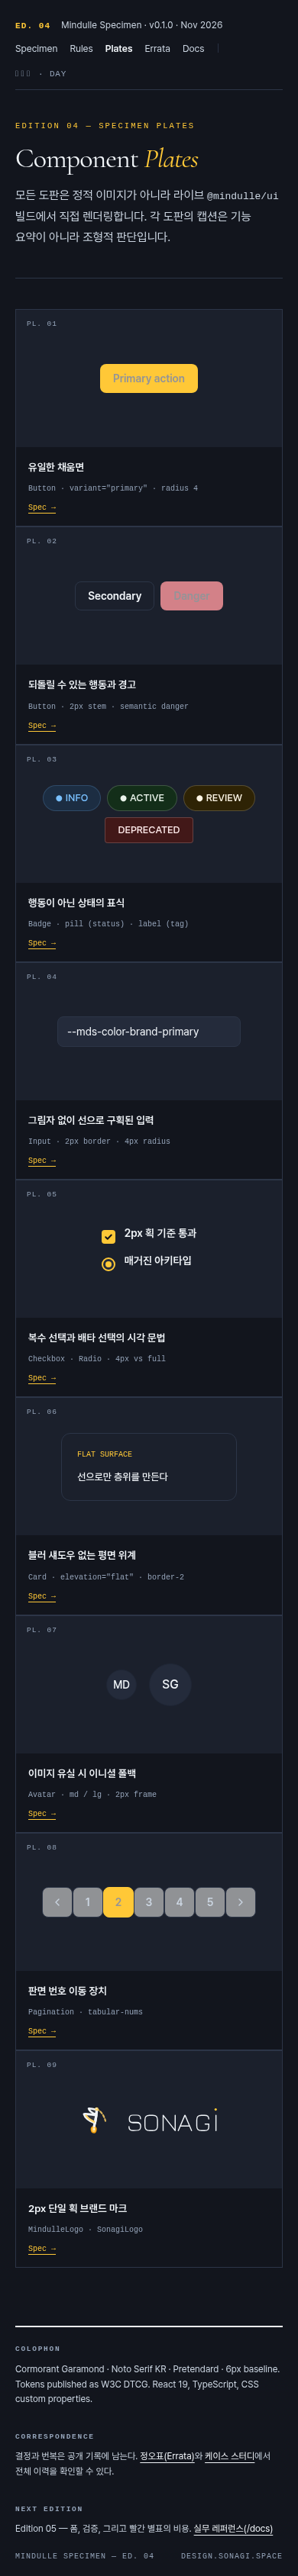 ED. 04 Mindulle Specimen · v0.1.0 · Nov 2026
Specimen Rules Plates Errata Docs
· DAY
EDITION 04 — SPECIMEN PLATES
Component Plates
모든 도판은 정적 이미지가 아니라 라이브 @mindulle/ui
빌드에서 직접 렌더링합니다. 각 도판의 캡션은 기능
요약이 아니라 조형적 판단입니다.
PL. 01
Primary action
유일한 채움면
Button · variant="primary" · radius 4
Spec →
PL. 02
Secondary Danger
되돌릴 수 있는 행동과 경고
Button · 2px stem · semantic danger
Spec →
PL. 03
INFO ACTIVE REVIEW
DEPRECATED
행동이 아닌 상태의 표식
Badge · pill (status) · label (tag)
Spec →
PL. 04
--mds-color-brand-primary
그림자 없이 선으로 구획된 입력
Input · 2px border · 4px radius
Spec →
PL. 05
2px 획 기준 통과
매거진 아키타입
복수 선택과 배타 선택의 시각 문법
Checkbox · Radio · 4px vs full
Spec →
PL. 06
FLAT SURFACE
선으로만 층위를 만든다
블러 섀도우 없는 평면 위계
Card · elevation="flat" · border-2
Spec →
PL. 07
MD SG
이미지 유실 시 이니셜 폴백
Avatar · md / lg · 2px frame
Spec →
PL. 08
‹ 1 2 3 4 5 ›
판면 번호 이동 장치
Pagination · tabular-nums
Spec →
PL. 09
SONAGi
2px 단일 획 브랜드 마크
MindulleLogo · SonagiLogo
Spec →
COLOPHON
Cormorant Garamond · Noto Serif KR · Pretendard · 6px baseline.
Tokens published as W3C DTCG. React 19, TypeScript, CSS
custom properties.
CORRESPONDENCE
결정과 번복은 공개 기록에 남는다. 정오표(Errata)와 케이스 스터디에서
전체 이력을 확인할 수 있다.
NEXT EDITION
Edition 05 — 폼, 검증, 그리고 빨간 별표의 비용. 실무 레퍼런스(/docs)
MINDULLE SPECIMEN — ED. 04 DESIGN.SONAGI.SPACE